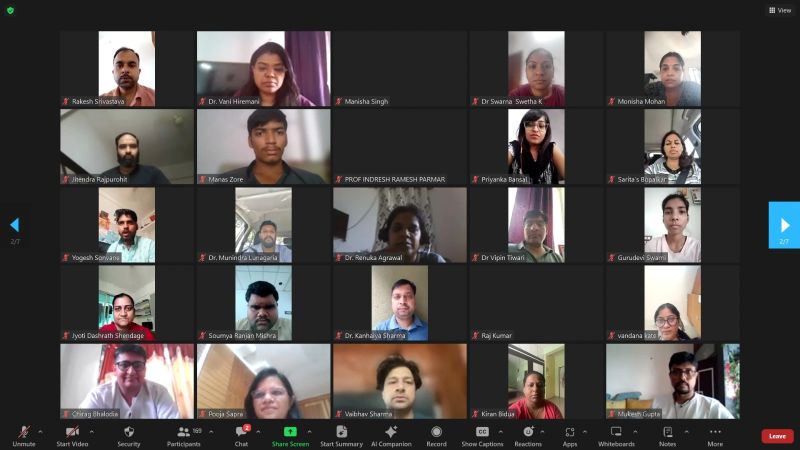 View
Rakesh Srivastava
Dr. Vani Hiremani
Manisha Singh
Dr Swarna Swetha K
Monisha Mohan
Jitendra Rajpurohit
Manas Zore
PROF INDRESH RAMESH PARMAR
Priyanka Bansal
Sarita's Bopalkar
Yogesh Sonvane
Dr. Munindra Lunagaria
Dr. Renuka Agrawal
Dr Vipin Tiwari
Gurudevi Swami
2/7
2/7
Jyoti Dashrath Shendage
Soumya Ranjan Mishra
Dr. Kanhaiya Sharma
Raj Kumar
vandana kate
Chirag Bhalodia
Pooja Sapra
Vaibhav Sharma
Kiran Bidua
Mukesh Gupta
169
2
Unmute
Start Video
Security
Participants
Chat
Share Screen
Start Summary
AI Companion
Record
Show Captions
Reactions
Apps
Whiteboards
Notes
More
Leave